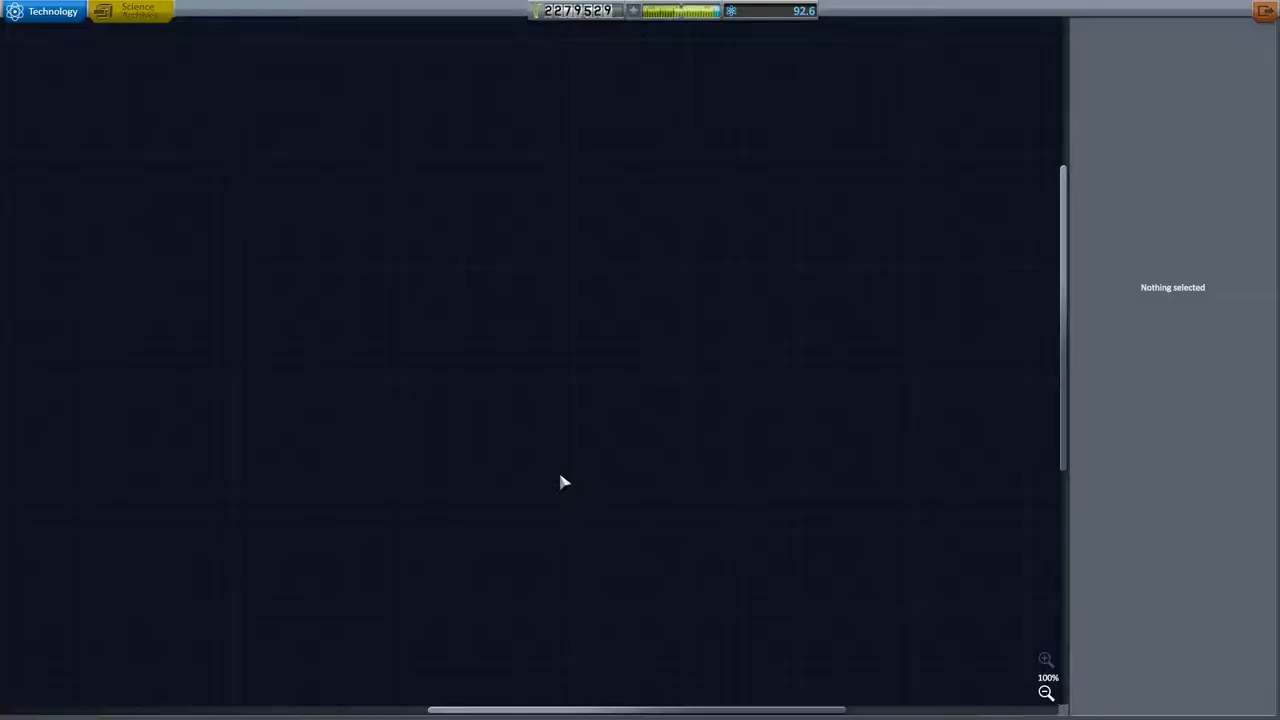 Technology
Science
Archives
2279529
92.6
Nothing selected
100%